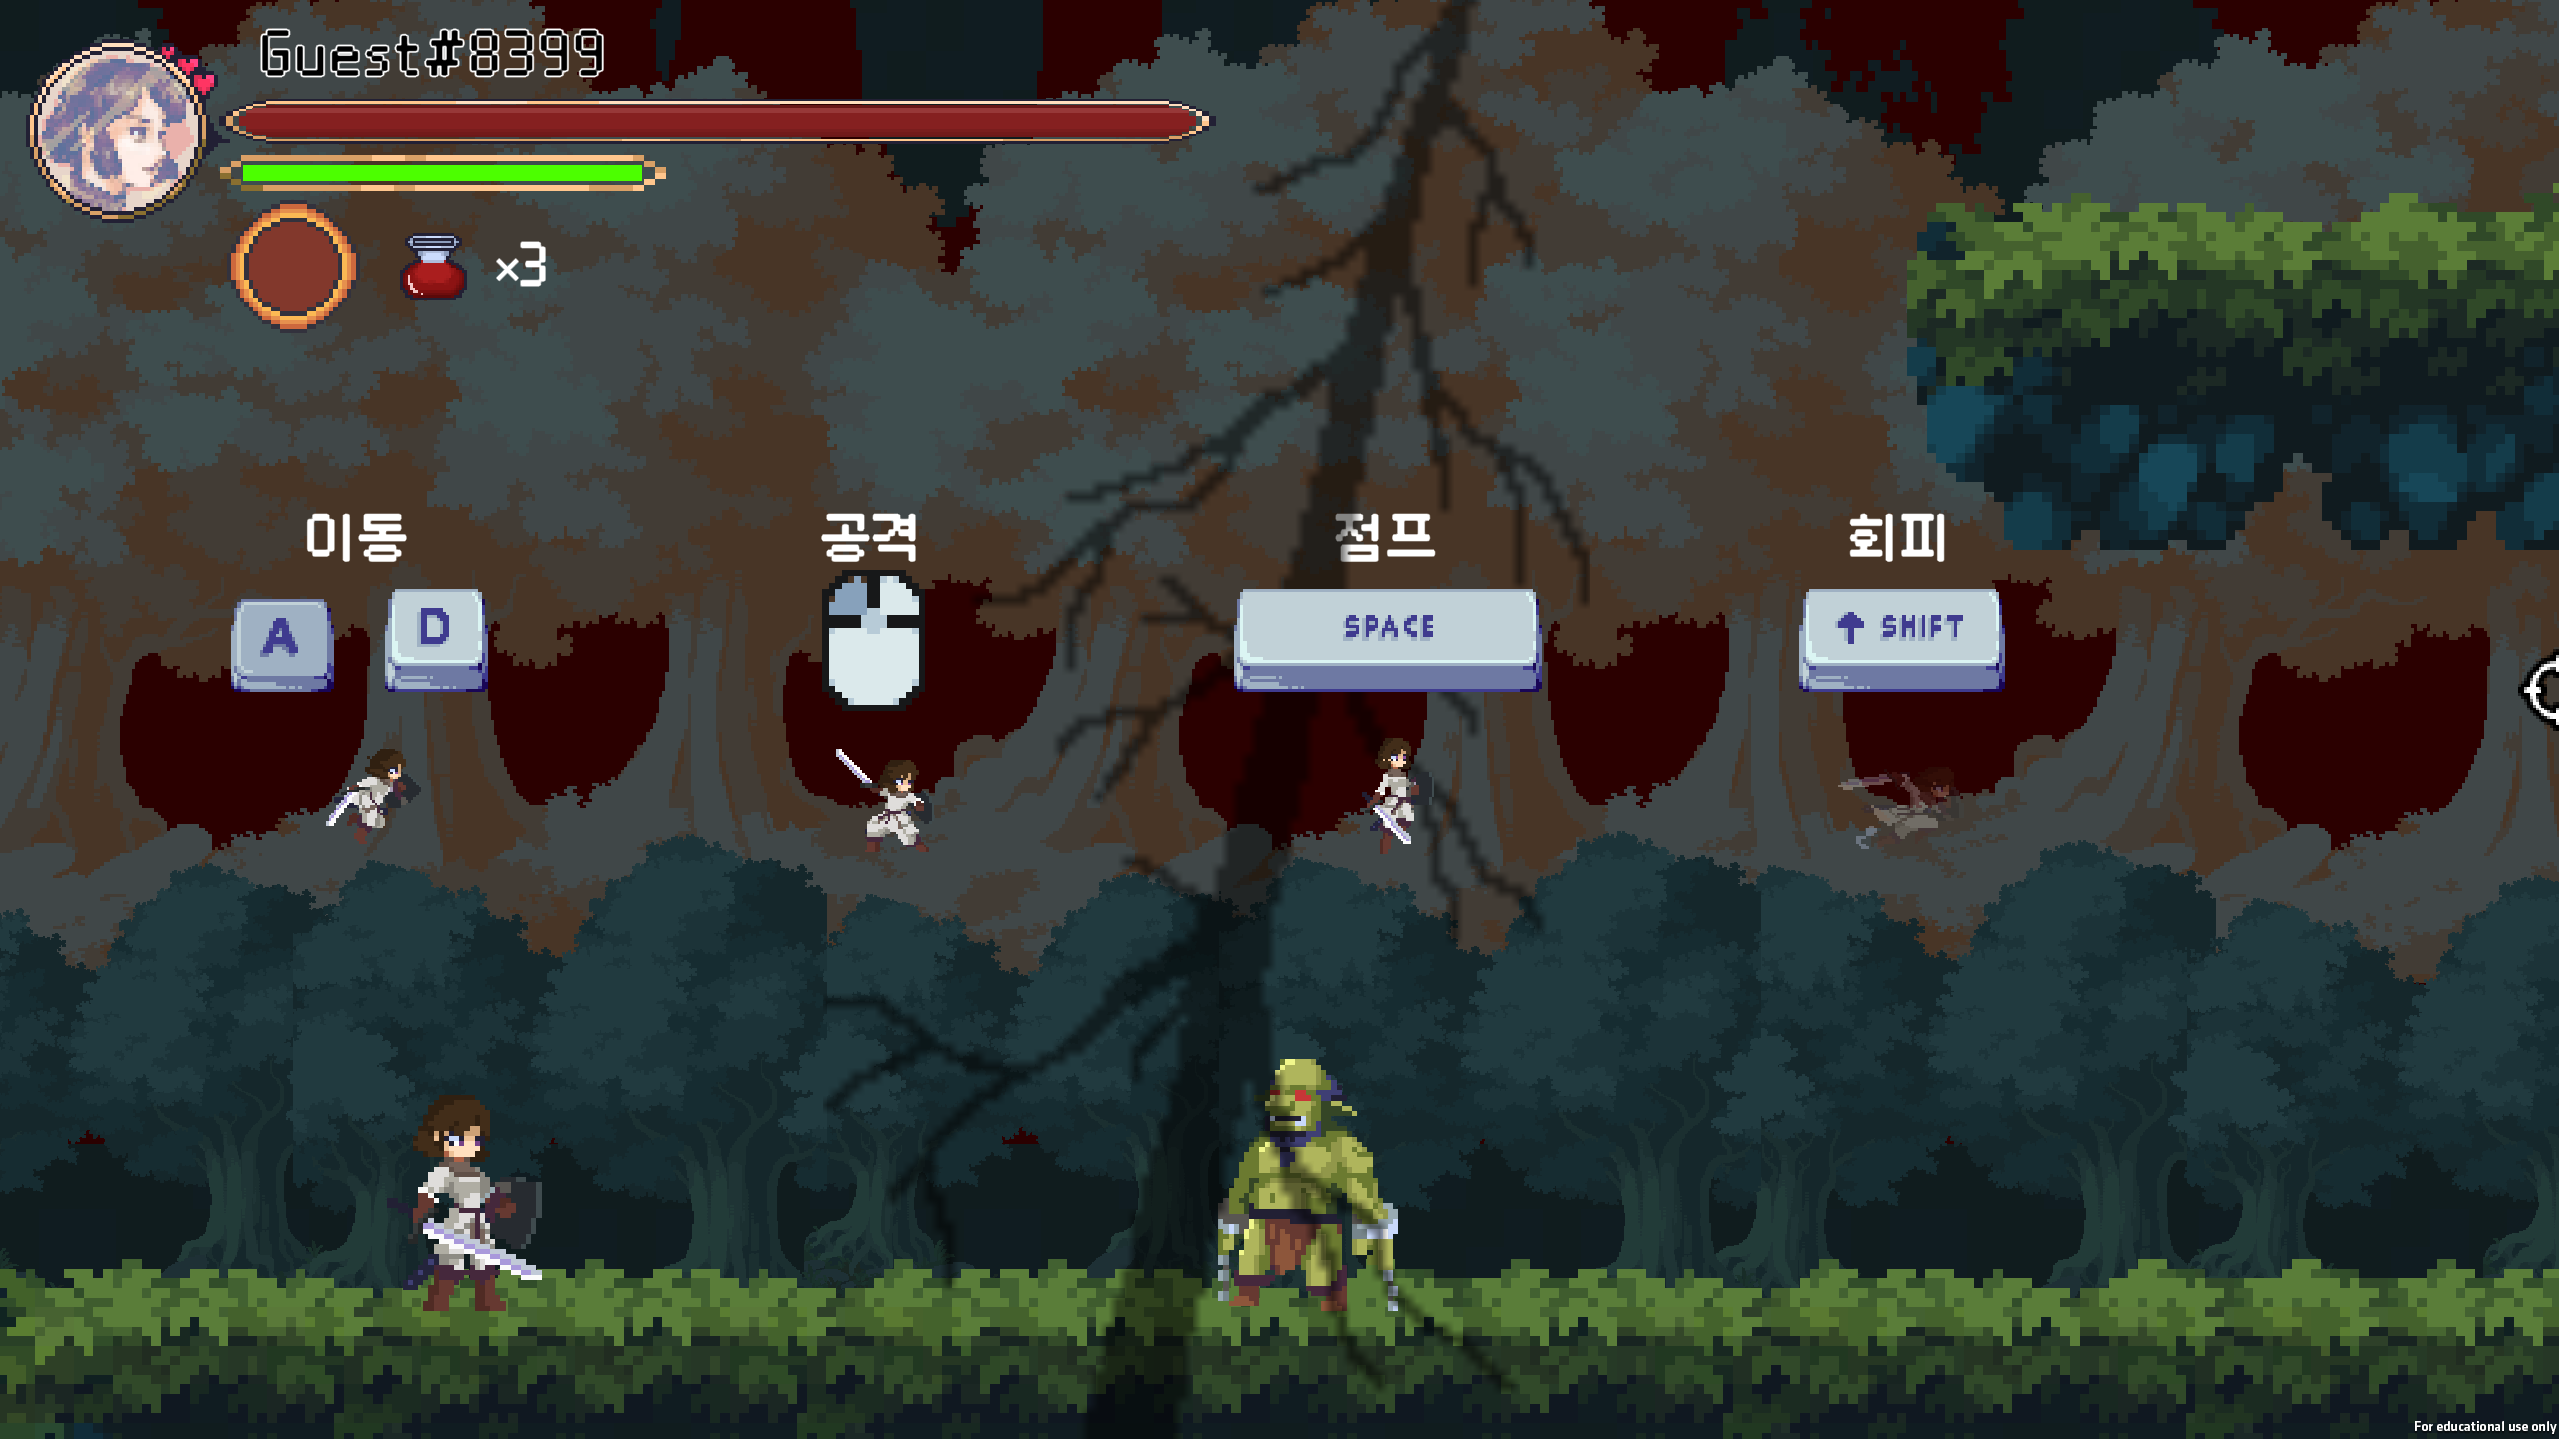 Guest#8399
×3
이동
공격
점프
회피
A
D
SPACE
SHIFT
For educational use only